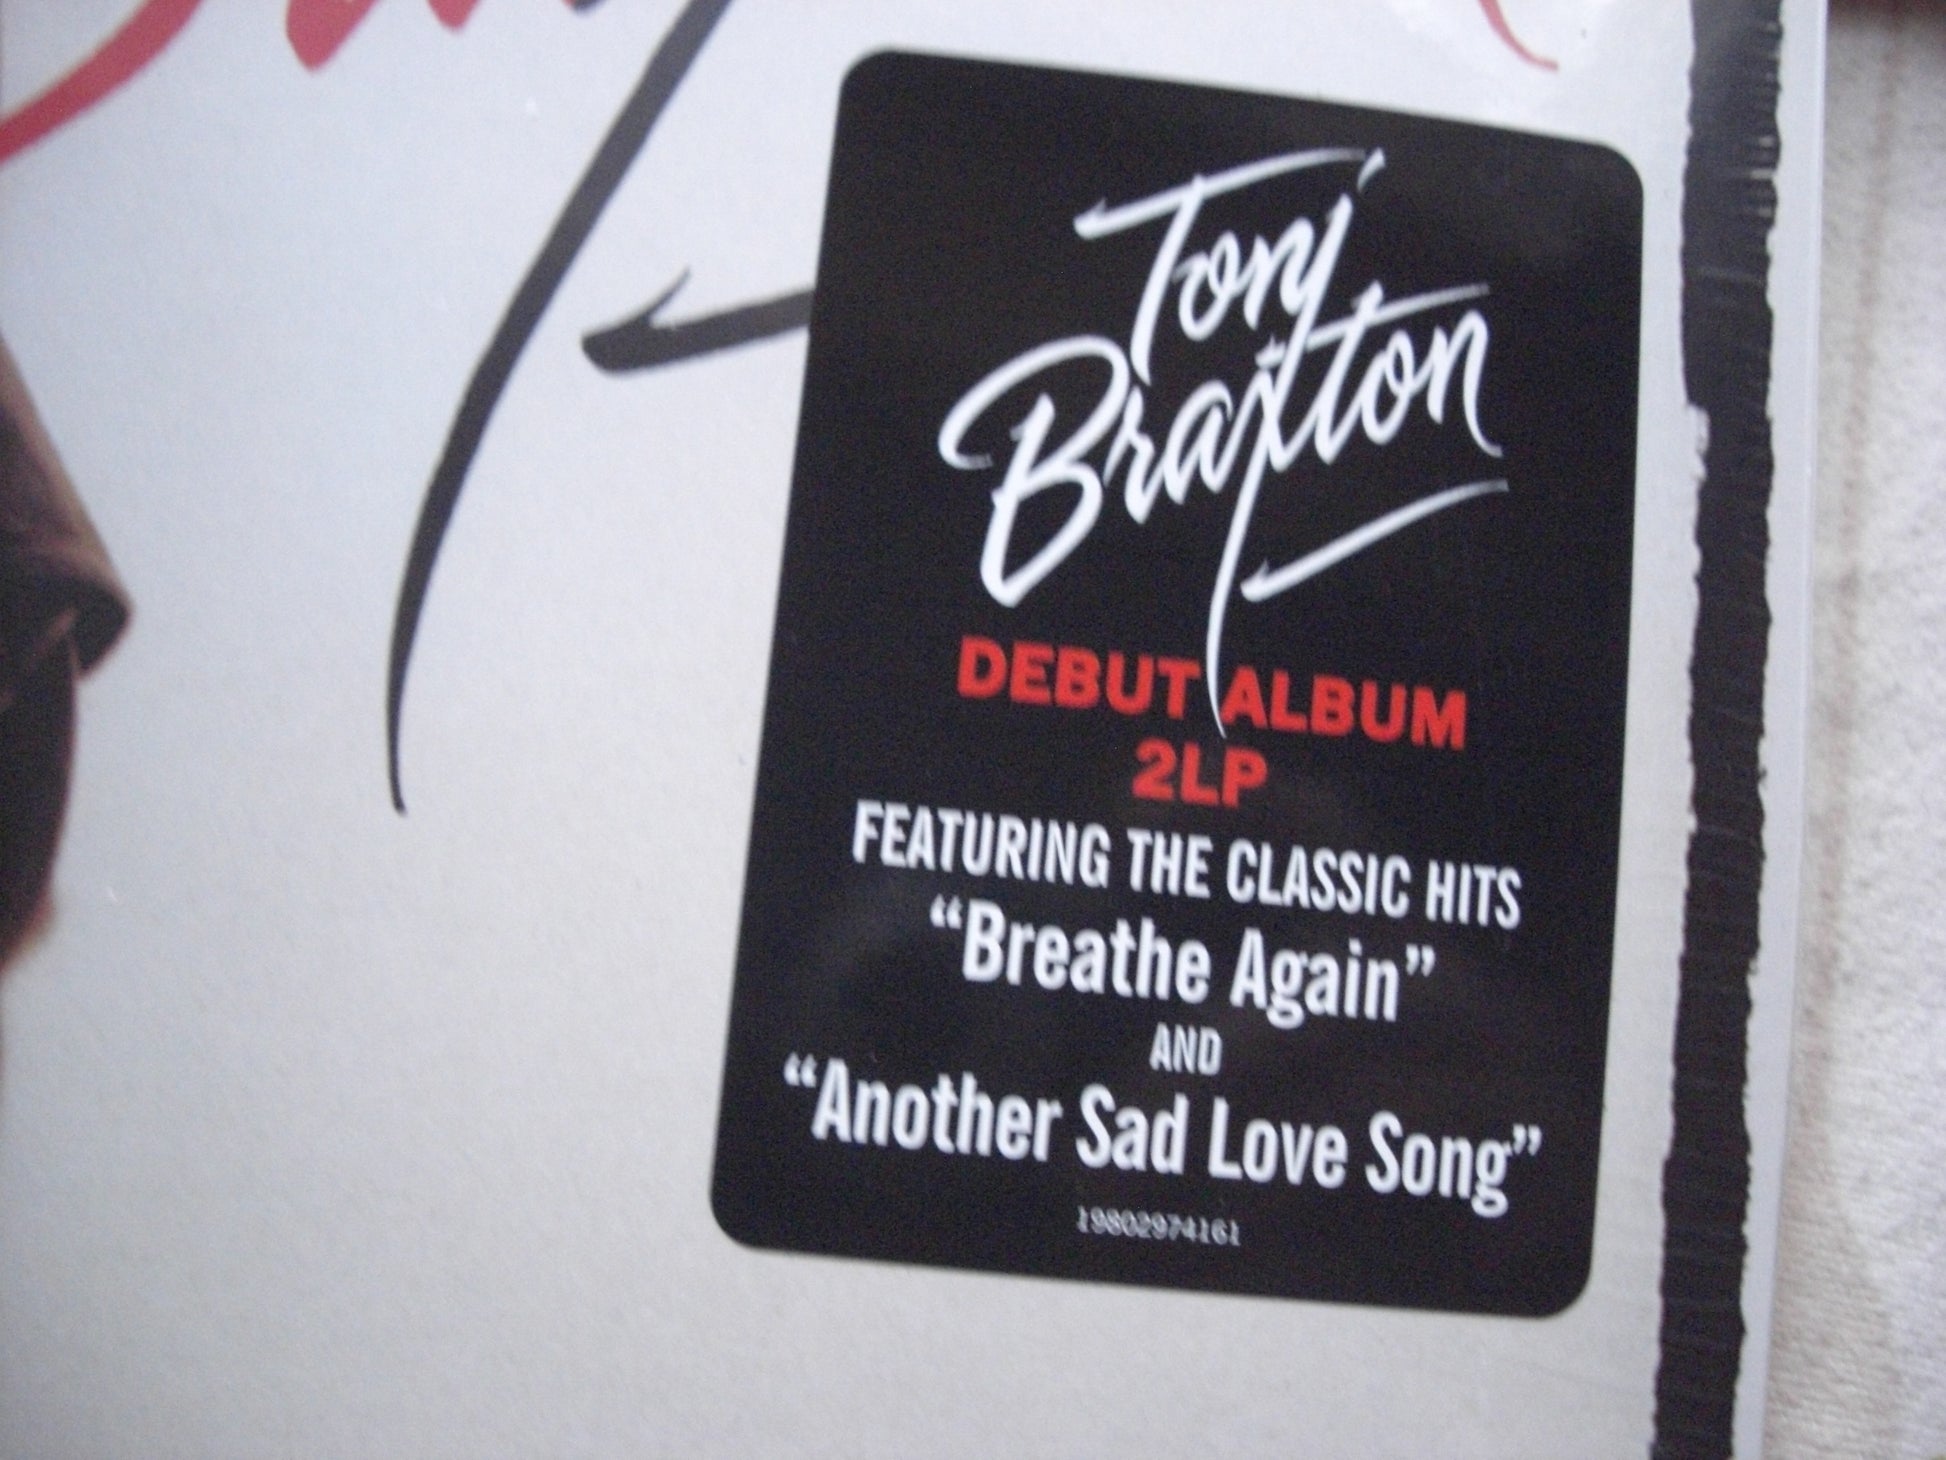 Toni
Braxton
DEBUT ALBUM
2LP
FEATURING THE CLASSIC HITS
“Breathe Again”
AND
“Another Sad Love Song”
19802974161